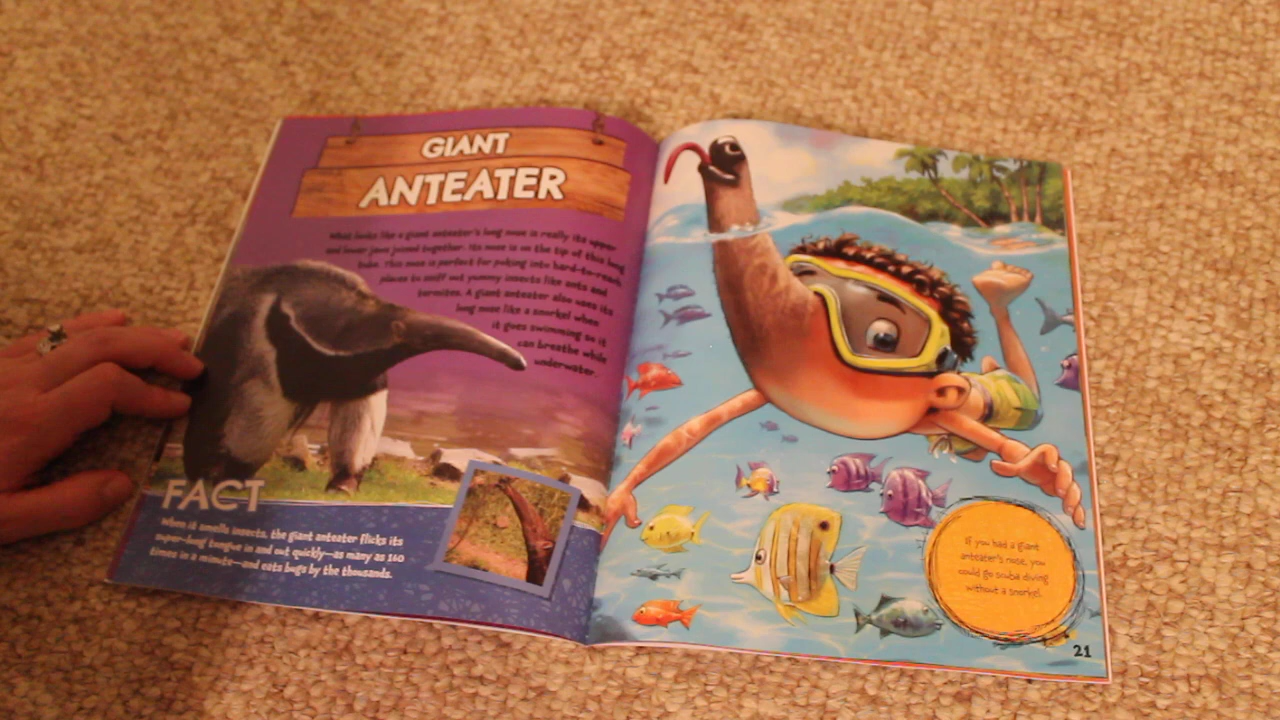 GIANT
ANTEATER
What looks like a giant anteater's long nose is really its upper
and lower jaws joined together. Its nose is on the tip of this long
tube. This nose is perfect for poking into hard-to-reach
places to sniff out yummy insects like ants and
termites. A giant anteater also uses its
long nose like a snorkel when
it goes swimming so it
can breathe while
underwater.
FACT
When it smells insects, the giant anteater flicks its
super-long tongue in and out quickly—as many as 160
times in a minute—and eats bugs by the thousands.
If you had a giant
anteater's nose, you
could go scuba diving
without a snorkel.
21